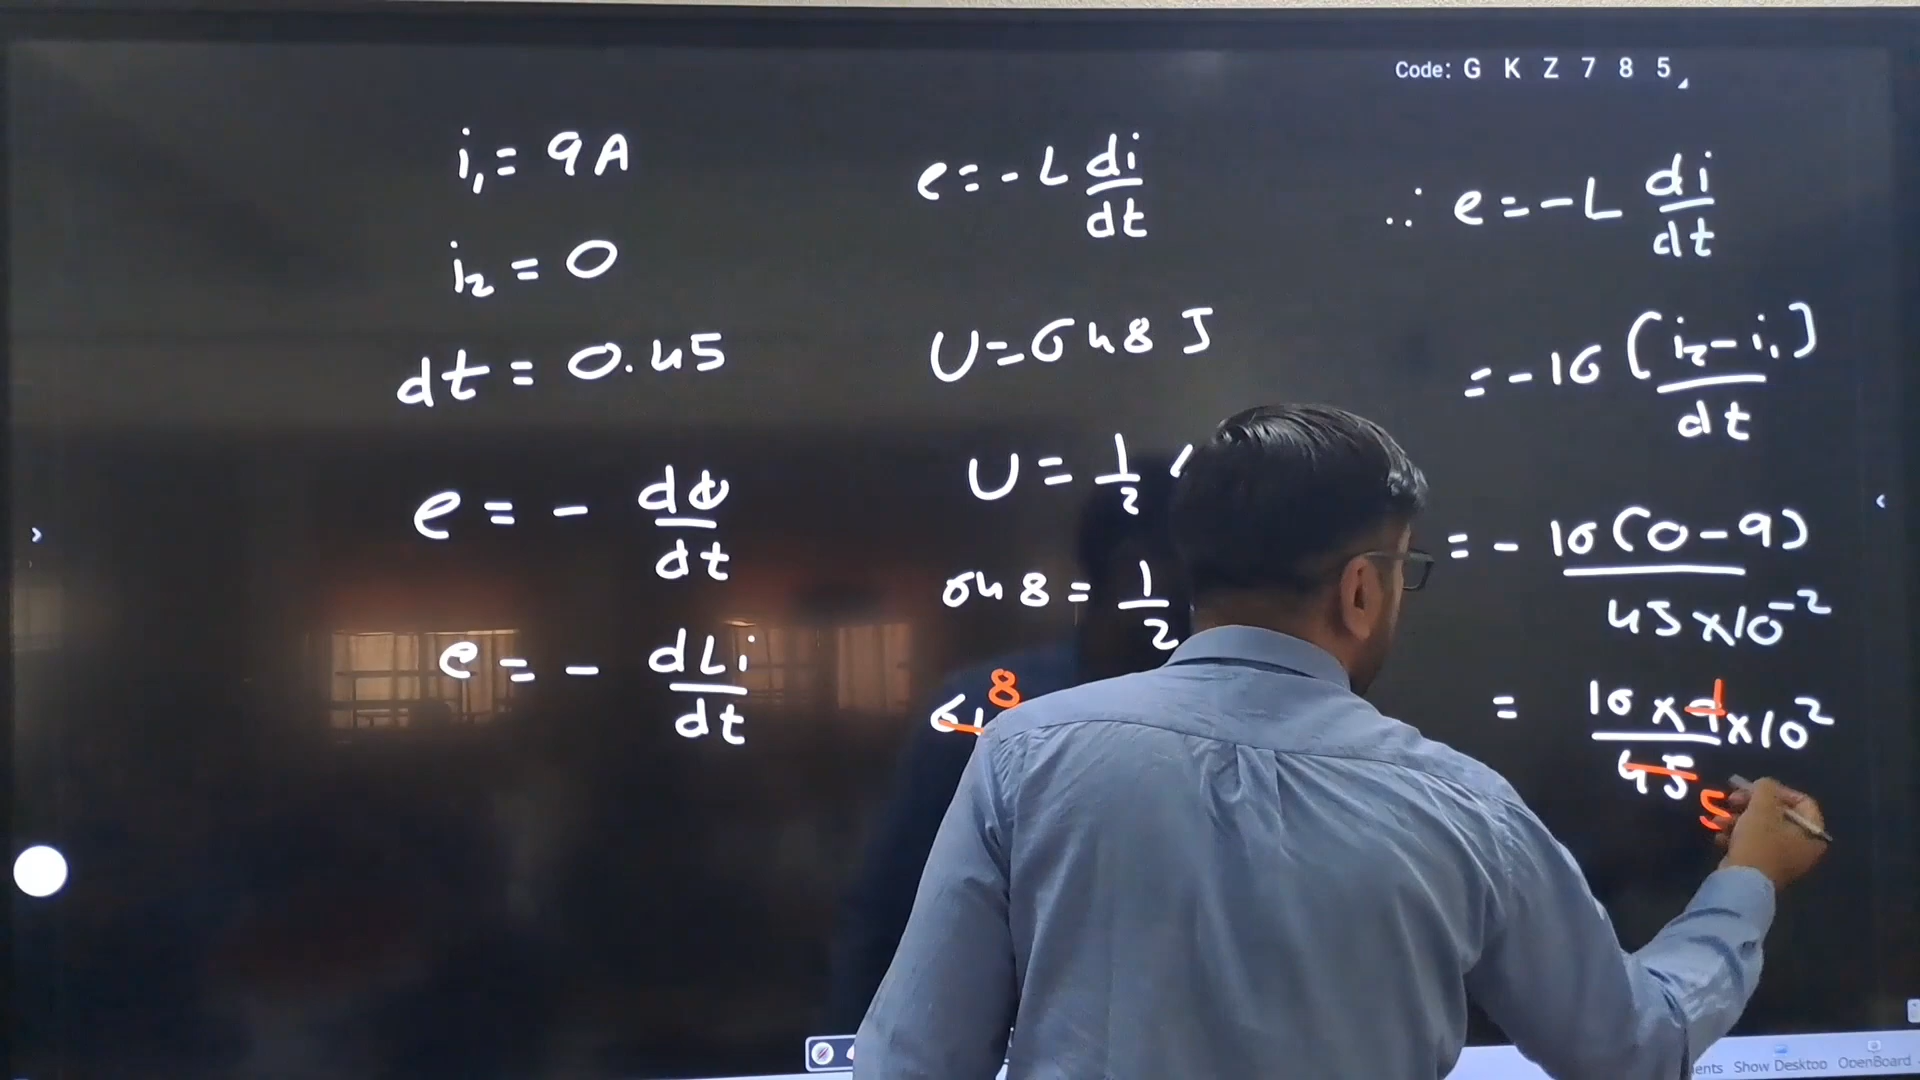 Code: G K Z 7 8 5
i₁ = 9A
i₂ = 0
dt = 0.45
e = - dΦ/dt
e = - dLi/dt
e = -L di/dt
U = 648 J
U = 1/2
648 = 1/2
8
∴ e = -L di/dt
= -16 (i₂ - i₁)/dt
= - 16(0-9)/45×10⁻²
= 16×9/45 ×10²
5
Show Desktop
OpenBoard